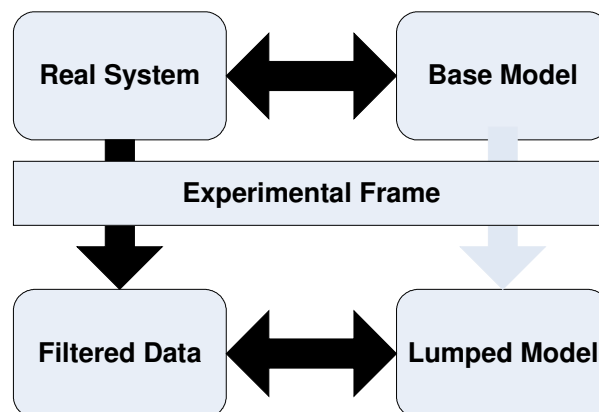 Real System
Base Model
Experimental Frame
Filtered Data
Lumped Model